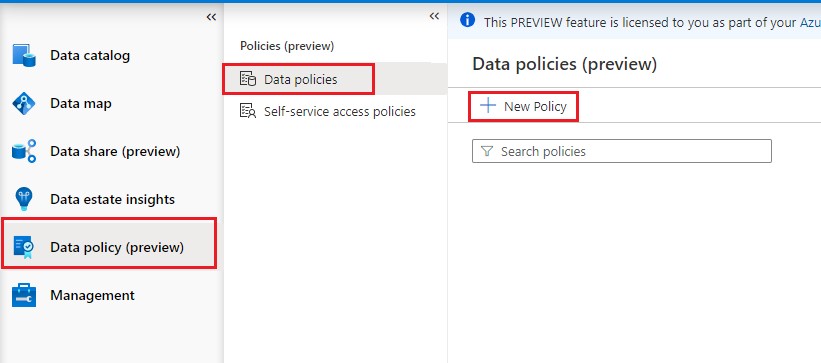 «
Data catalog
Data map
Data share (preview)
Data estate insights
Data policy (preview)
Management
«
Policies (preview)
Data policies
Self-service access policies
This PREVIEW feature is licensed to you as part of your Azu
Data policies (preview)
+ New Policy
Search policies